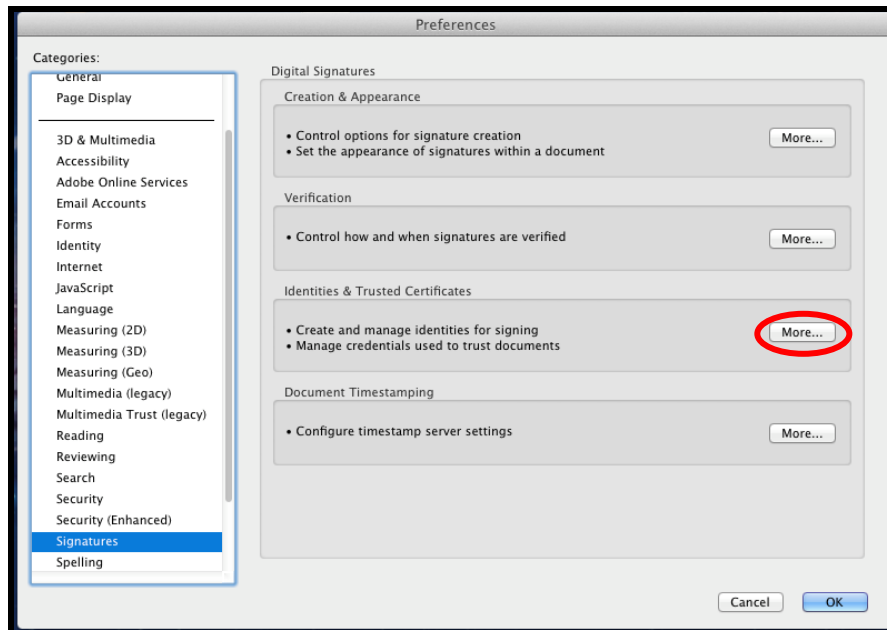 Preferences
Categories:
General
Page Display
3D & Multimedia
Accessibility
Adobe Online Services
Email Accounts
Forms
Identity
Internet
JavaScript
Language
Measuring (2D)
Measuring (3D)
Measuring (Geo)
Multimedia (legacy)
Multimedia Trust (legacy)
Reading
Reviewing
Search
Security
Security (Enhanced)
Signatures
Spelling
Digital Signatures
Creation & Appearance
• Control options for signature creation
• Set the appearance of signatures within a document
More...
Verification
• Control how and when signatures are verified
More...
Identities & Trusted Certificates
• Create and manage identities for signing
• Manage credentials used to trust documents
More...
Document Timestamping
• Configure timestamp server settings
More...
Cancel
OK